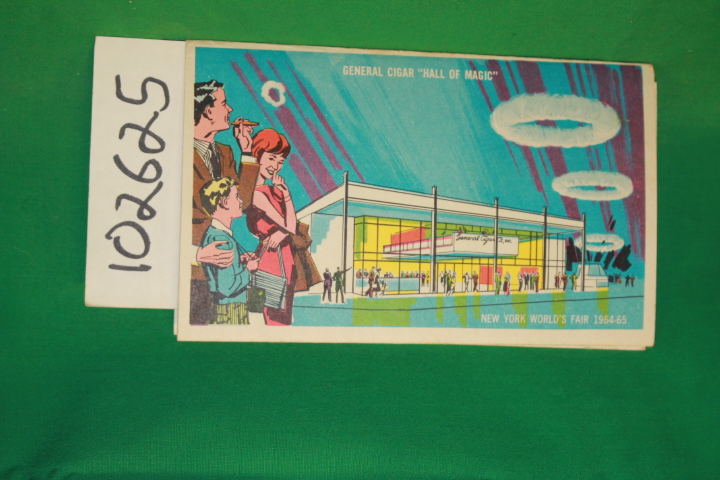 102625
GENERAL CIGAR "HALL OF MAGIC"
General Cigar Co., Inc.
NEW YORK WORLD'S FAIR 1964-65